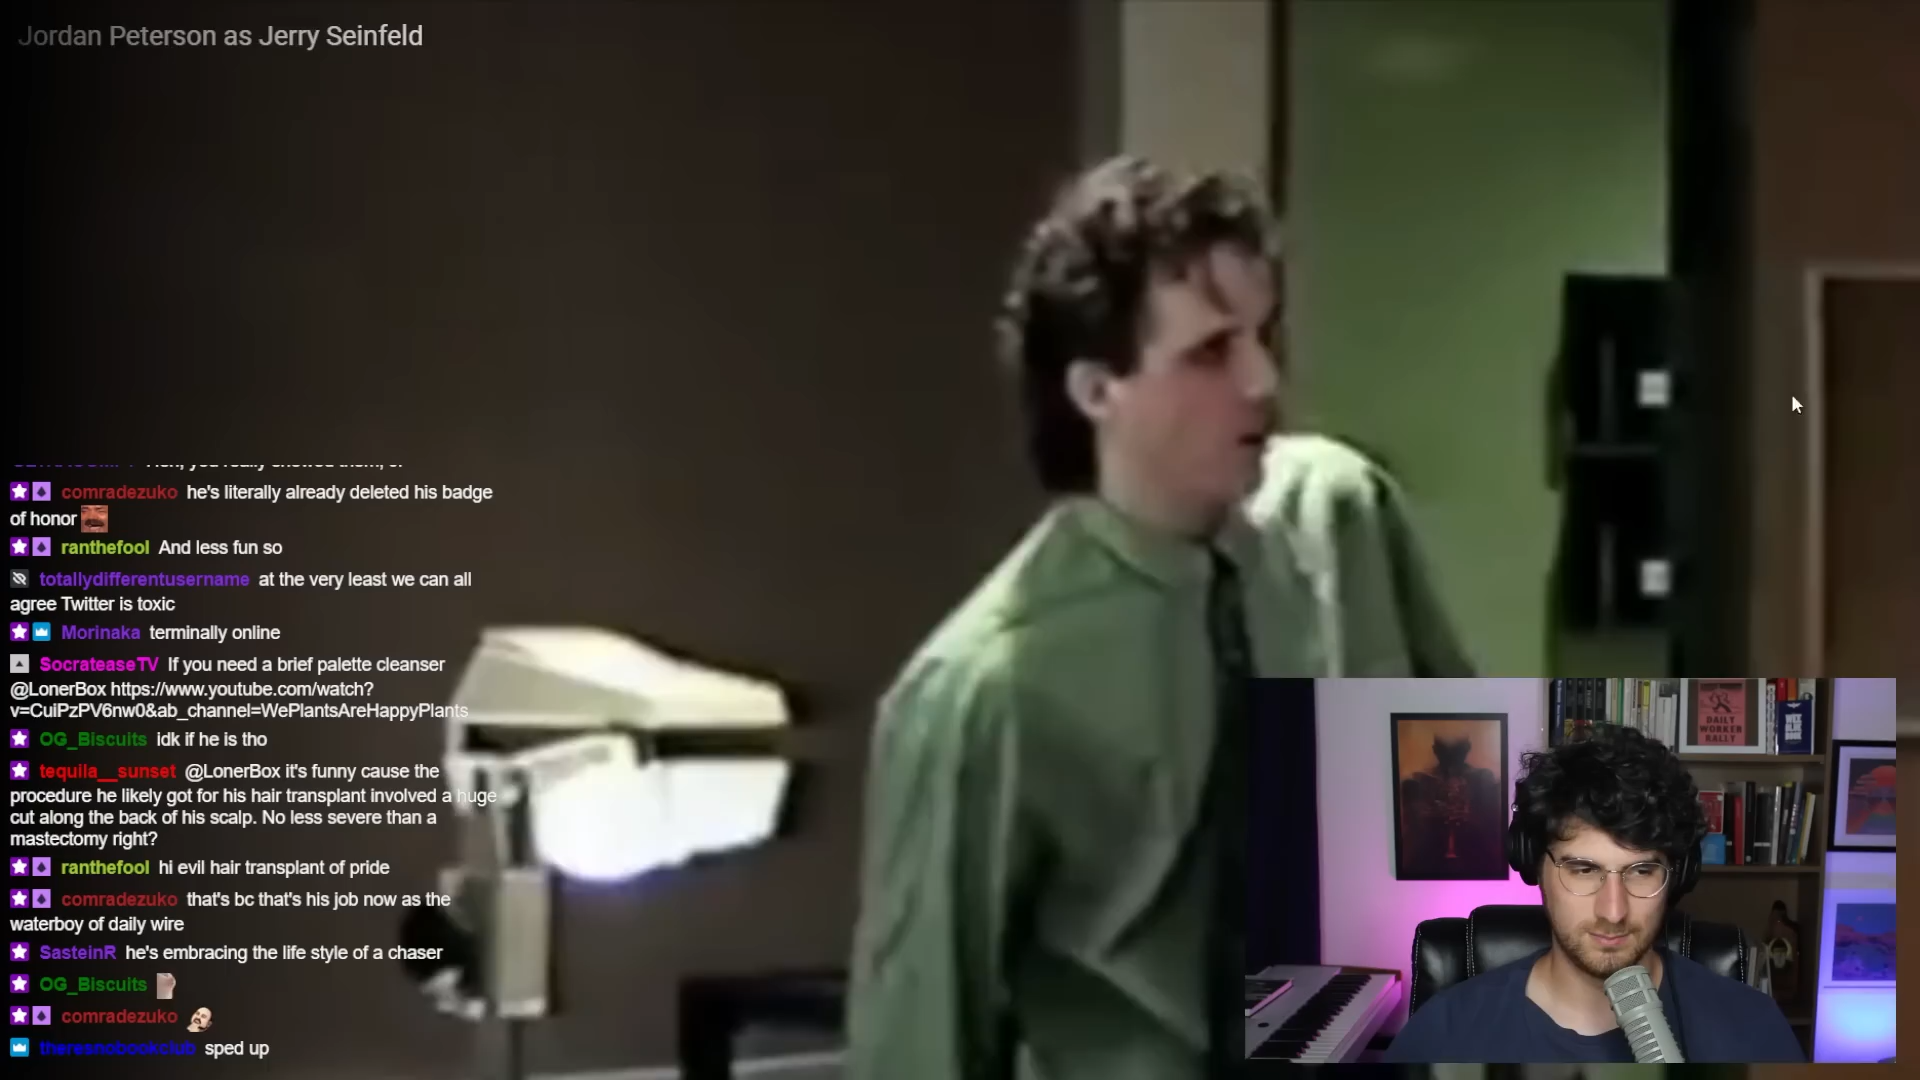 Jordan Peterson as Jerry Seinfeld
comradezuko he's literally already deleted his badge
of honor
ranthefool And less fun so
totallydifferentusername at the very least we can all
agree Twitter is toxic
Morinaka terminally online
SocrateaseTV If you need a brief palette cleanser
@LonerBox https://www.youtube.com/watch?
v=CuiPzPV6nw0&ab_channel=WePlantsAreHappyPlants
OG_Biscuits idk if he is tho
tequila__sunset @LonerBox it's funny cause the
procedure he likely got for his hair transplant involved a huge
cut along the back of his scalp. No less severe than a
mastectomy right?
ranthefool hi evil hair transplant of pride
comradezuko that's bc that's his job now as the
waterboy of daily wire
SasteinR he's embracing the life style of a chaser
OG_Biscuits
comradezuko
theresnobookclub sped up
DAILY
WORKER
RALLY